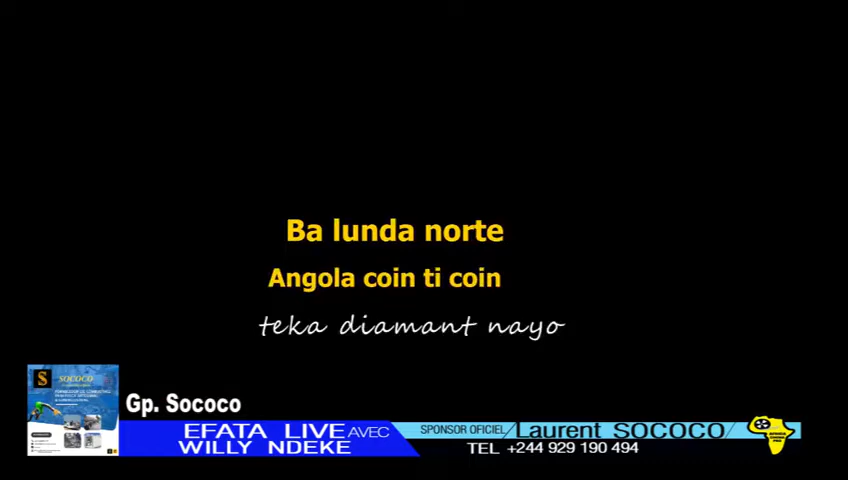 Ba lunda norte
Angola coin ti coin
teka diamant nayo
SOCOCO
Gp. Sococo
EFATA LIVE AVEC
WILLY NDEKE
SPONSOR OFICIEL Laurent SOCOCO
TEL +244 929 190 494